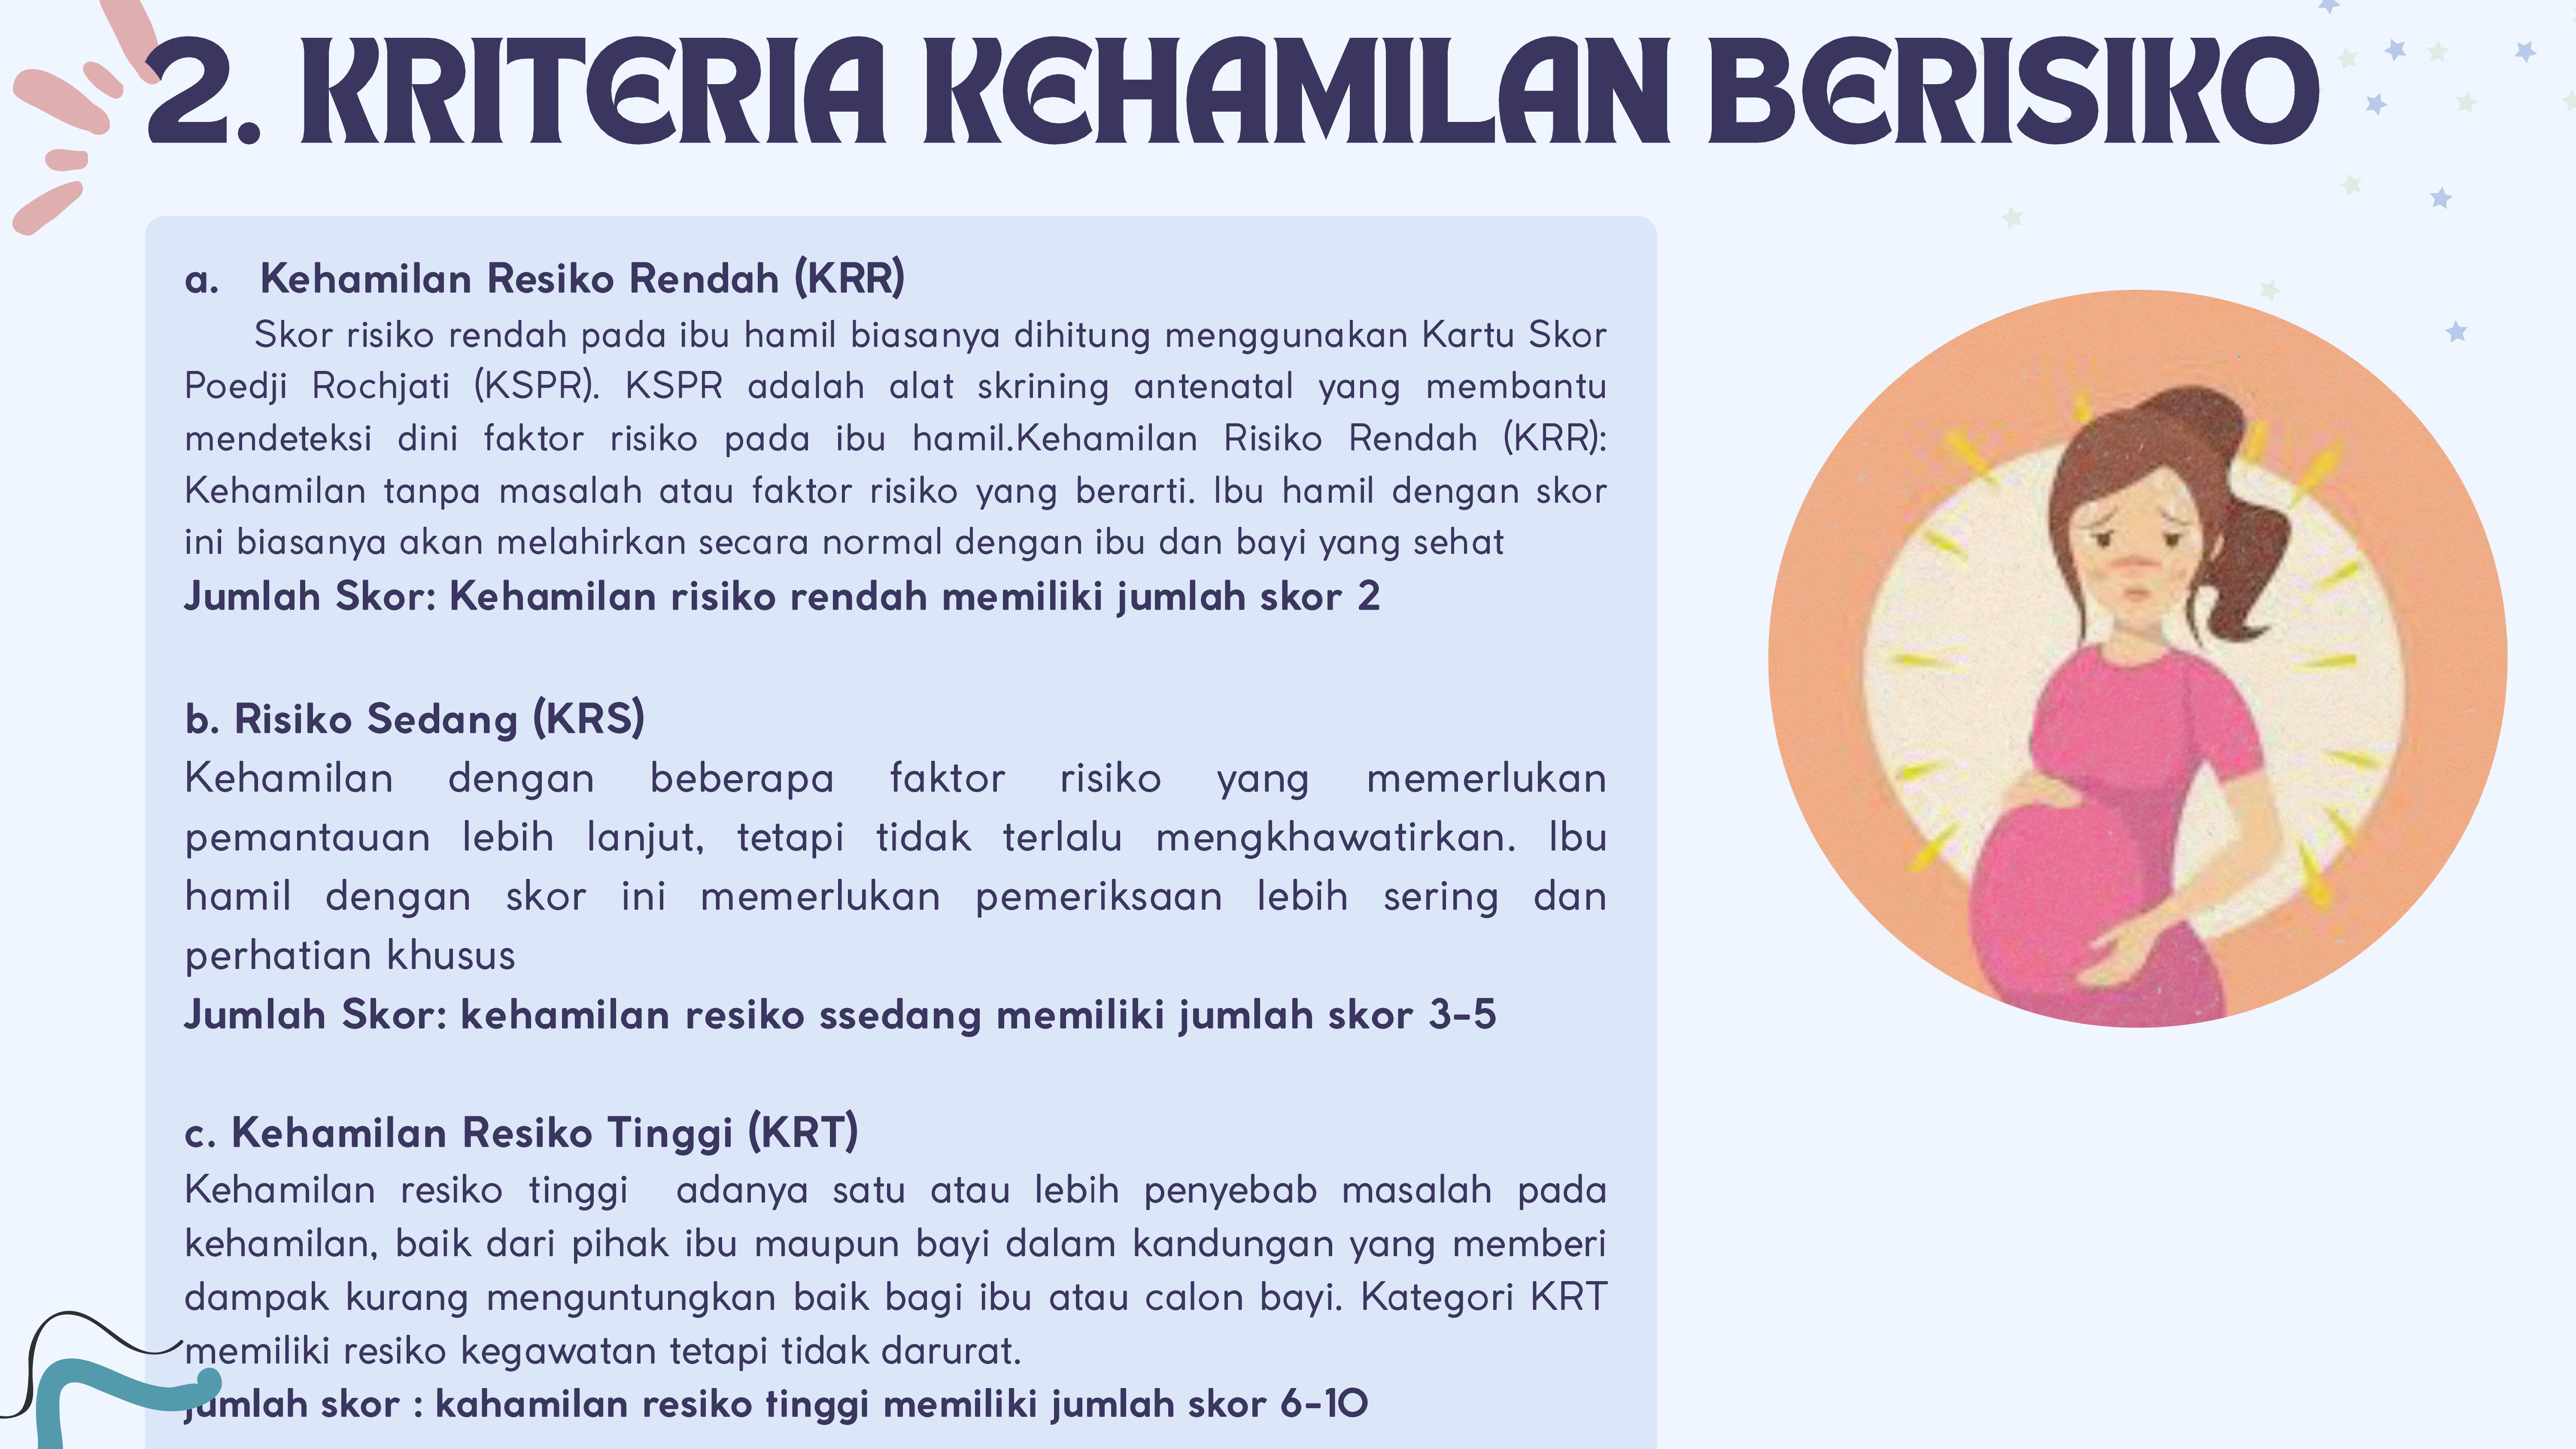 2. KRITERIA KEHAMILAN BERISIKO
a. Kehamilan Resiko Rendah (KRR)
Skor risiko rendah pada ibu hamil biasanya dihitung menggunakan Kartu Skor
Poedji Rochjati (KSPR). KSPR adalah alat skrining antenatal yang membantu
mendeteksi dini faktor risiko pada ibu hamil.Kehamilan Risiko Rendah (KRR):
Kehamilan tanpa masalah atau faktor risiko yang berarti. Ibu hamil dengan skor
ini biasanya akan melahirkan secara normal dengan ibu dan bayi yang sehat
Jumlah Skor: Kehamilan risiko rendah memiliki jumlah skor 2
b. Risiko Sedang (KRS)
Kehamilan dengan beberapa faktor risiko yang memerlukan
pemantauan lebih lanjut, tetapi tidak terlalu mengkhawatirkan. Ibu
hamil dengan skor ini memerlukan pemeriksaan lebih sering dan
perhatian khusus
Jumlah Skor: kehamilan resiko ssedang memiliki jumlah skor 3-5
c. Kehamilan Resiko Tinggi (KRT)
Kehamilan resiko tinggi adanya satu atau lebih penyebab masalah pada
kehamilan, baik dari pihak ibu maupun bayi dalam kandungan yang memberi
dampak kurang menguntungkan baik bagi ibu atau calon bayi. Kategori KRT
memiliki resiko kegawatan tetapi tidak darurat.
jumlah skor : kahamilan resiko tinggi memiliki jumlah skor 6-10